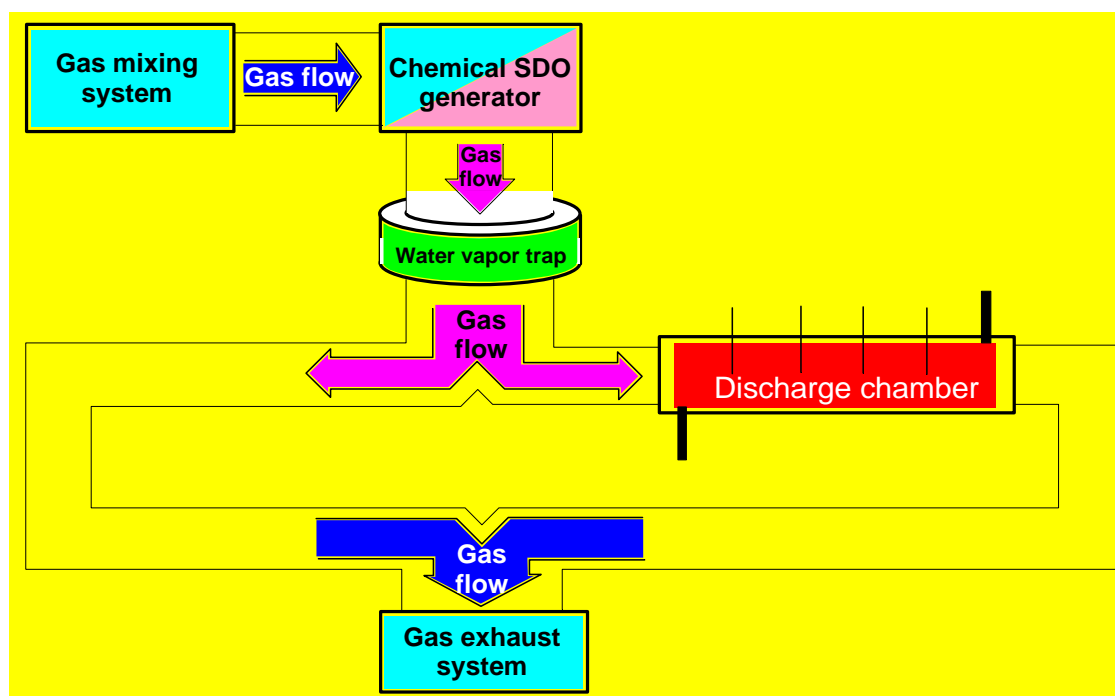 Gas mixing
system
Gas flow
Chemical SDO
generator
Gas
flow
Water vapor trap
Gas
flow
Discharge chamber
Gas
flow
Gas exhaust
system